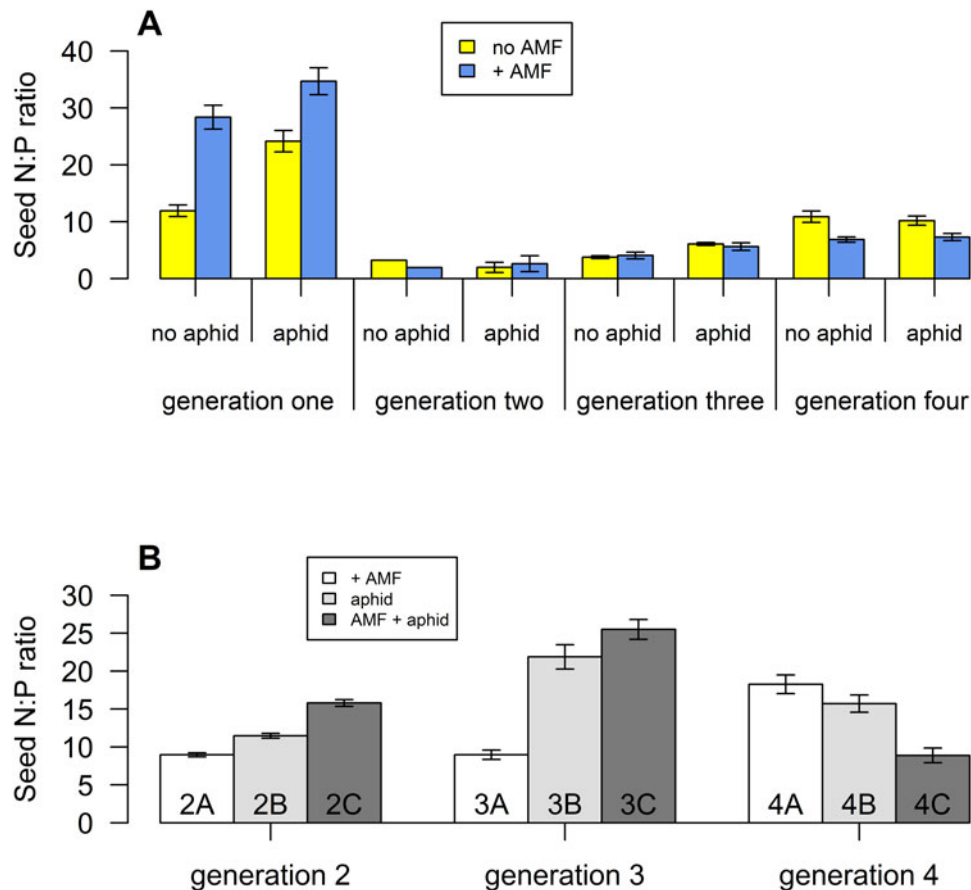 A
no AMF
+ AMF
Seed N:P ratio
40
30
20
10
0
no aphid aphid no aphid aphid no aphid aphid no aphid aphid
generation one generation two generation three generation four
B
+ AMF
aphid
AMF + aphid
Seed N:P ratio
30
25
20
15
10
5
0
2A 2B 2C 3A 3B 3C 4A 4B 4C
generation 2 generation 3 generation 4